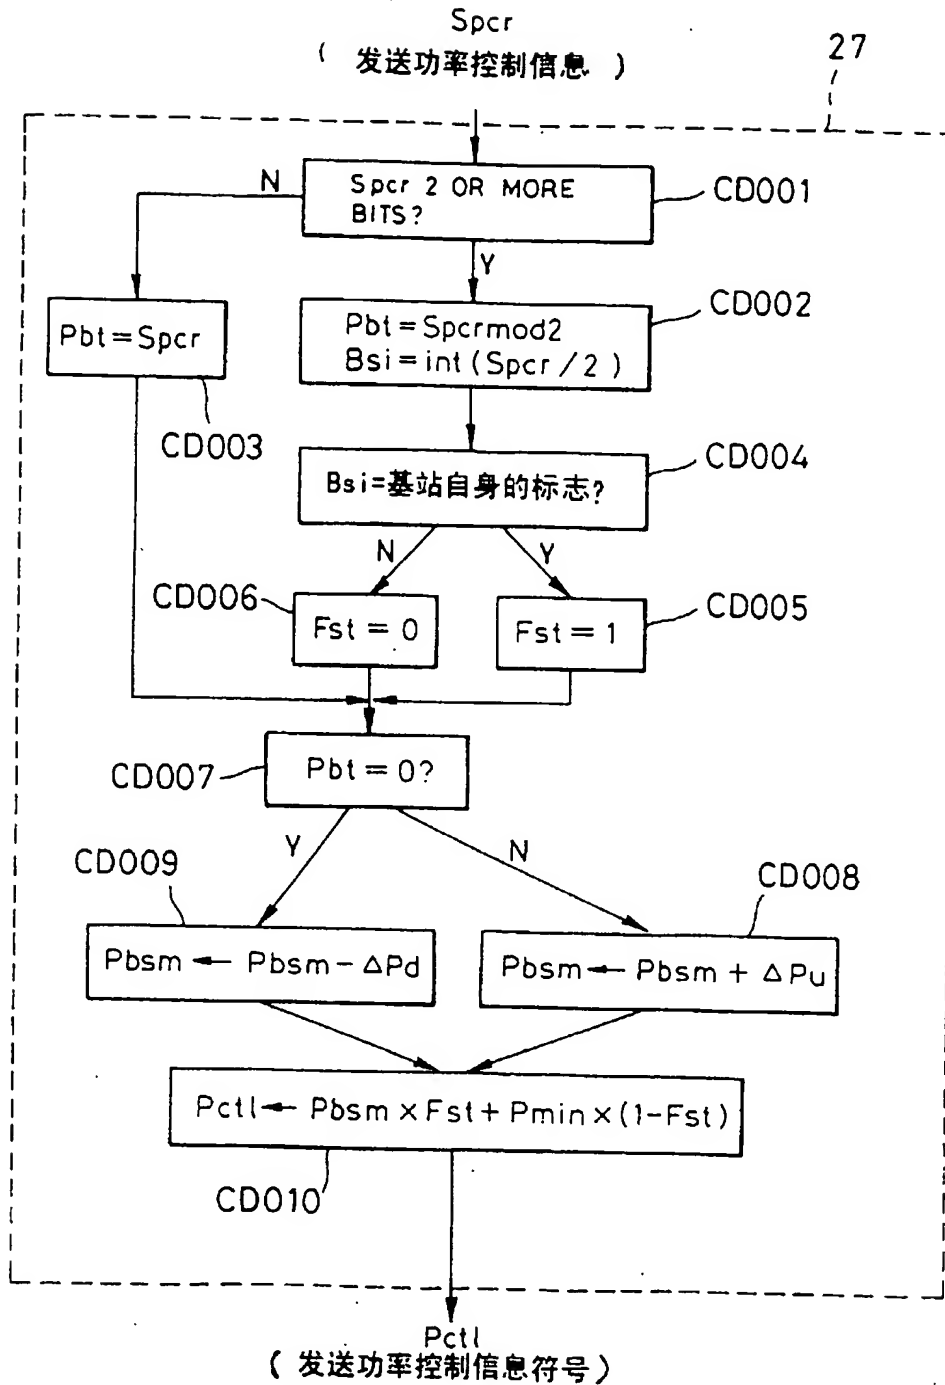 Spcr
( 发送功率控制信息 )
27
N
Spcr 2 OR MORE
BITS?
CD001
Y
CD002
Pbt=Spcr
Pbt=Spcrmod2
Bsi=int(Spcr/2)
CD003
CD004
Bsi=基站自身的标志?
N
Y
CD006
Fst=0
Fst=1
CD005
CD007
Pbt=0?
Y
N
CD009
CD008
Pbsm ← Pbsm-ΔPd
Pbsm ← Pbsm+ΔPu
Pctl ← Pbsm×Fst+Pmin×(1-Fst)
CD010
Pctl
( 发送功率控制信息符号)